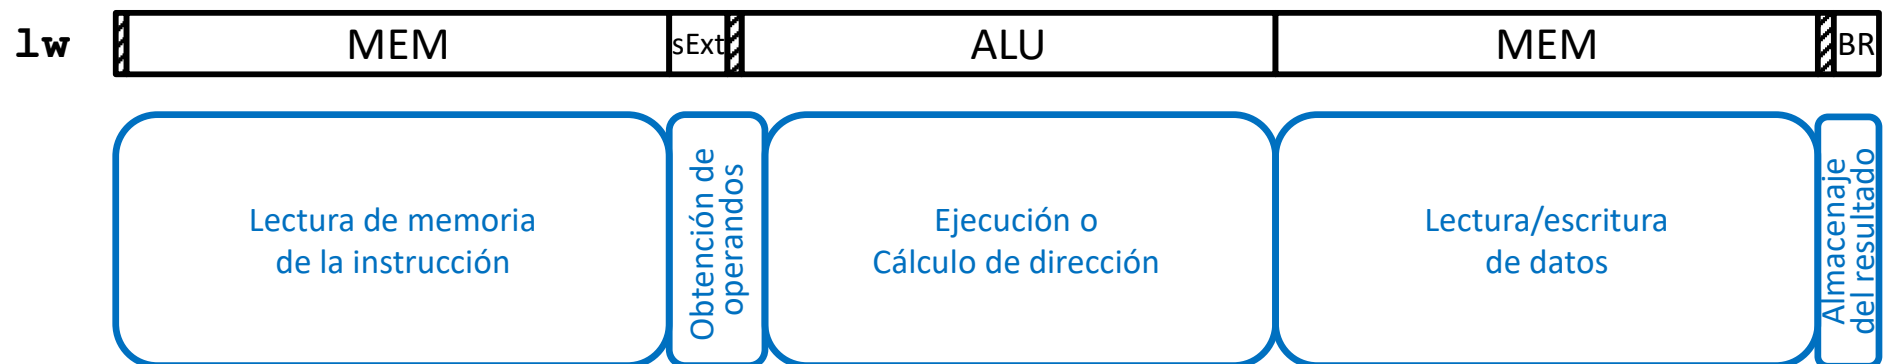 lw
MEM
sExt
ALU
MEM
BR
Lectura de memoria
de la instrucción
Obtención de
operandos
Ejecución o
Cálculo de dirección
Lectura/escritura
de datos
Almacenaje
del resultado